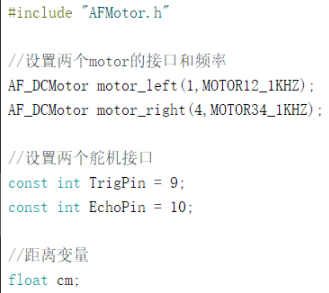 #include "AFMotor.h"
//设置两个motor的接口和频率
AF_DCMotor motor_left(1,MOTOR12_1KHZ);
AF_DCMotor motor_right(4,MOTOR34_1KHZ);
//设置两个舵机接口
const int TrigPin = 9;
const int EchoPin = 10;
//距离变量
float cm;